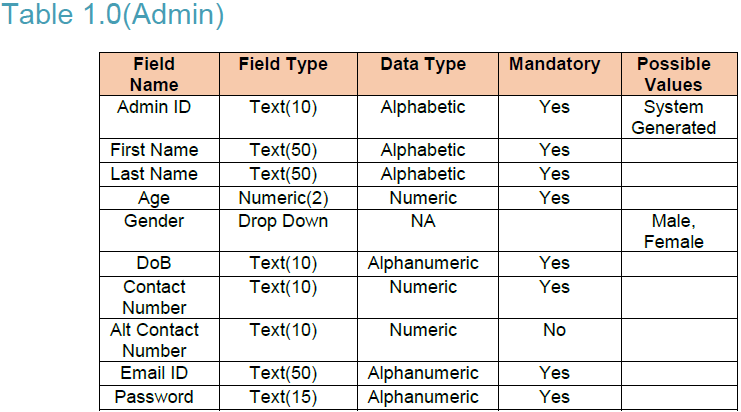 Table 1.0(Admin)
Field Name Field Type Data Type Mandatory Possible Values
Admin ID Text(10) Alphabetic Yes System Generated
First Name Text(50) Alphabetic Yes
Last Name Text(50) Alphabetic Yes
Age Numeric(2) Numeric Yes
Gender Drop Down NA Male, Female
DoB Text(10) Alphanumeric Yes
Contact Number Text(10) Numeric Yes
Alt Contact Number Text(10) Numeric No
Email ID Text(50) Alphanumeric Yes
Password Text(15) Alphanumeric Yes